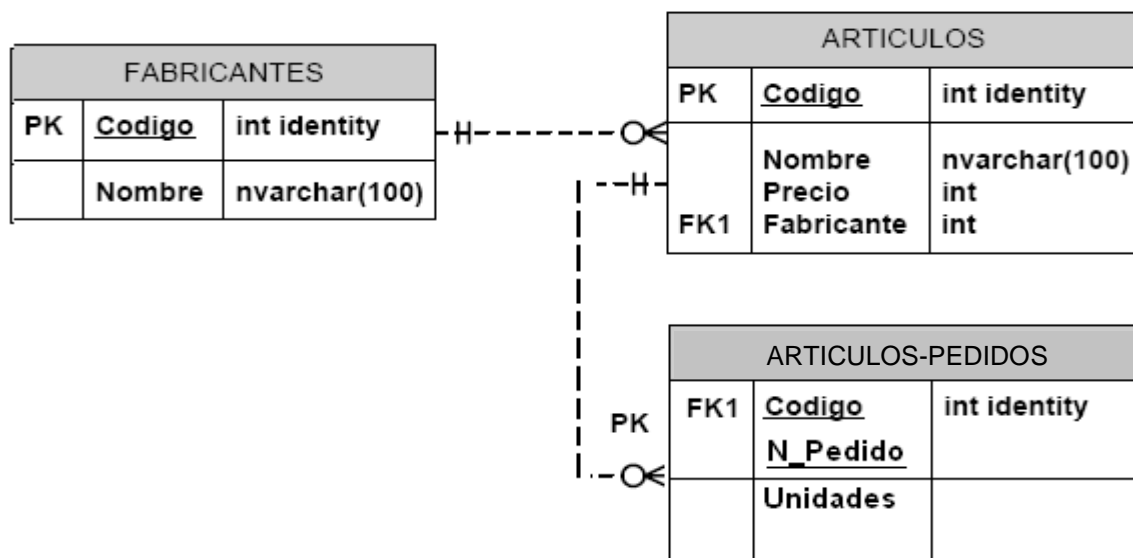 FABRICANTES
PK Codigo int identity
Nombre nvarchar(100)
ARTICULOS
PK Codigo int identity
Nombre nvarchar(100)
Precio int
FK1 Fabricante int
ARTICULOS-PEDIDOS
PK FK1 Codigo int identity
N_Pedido
Unidades